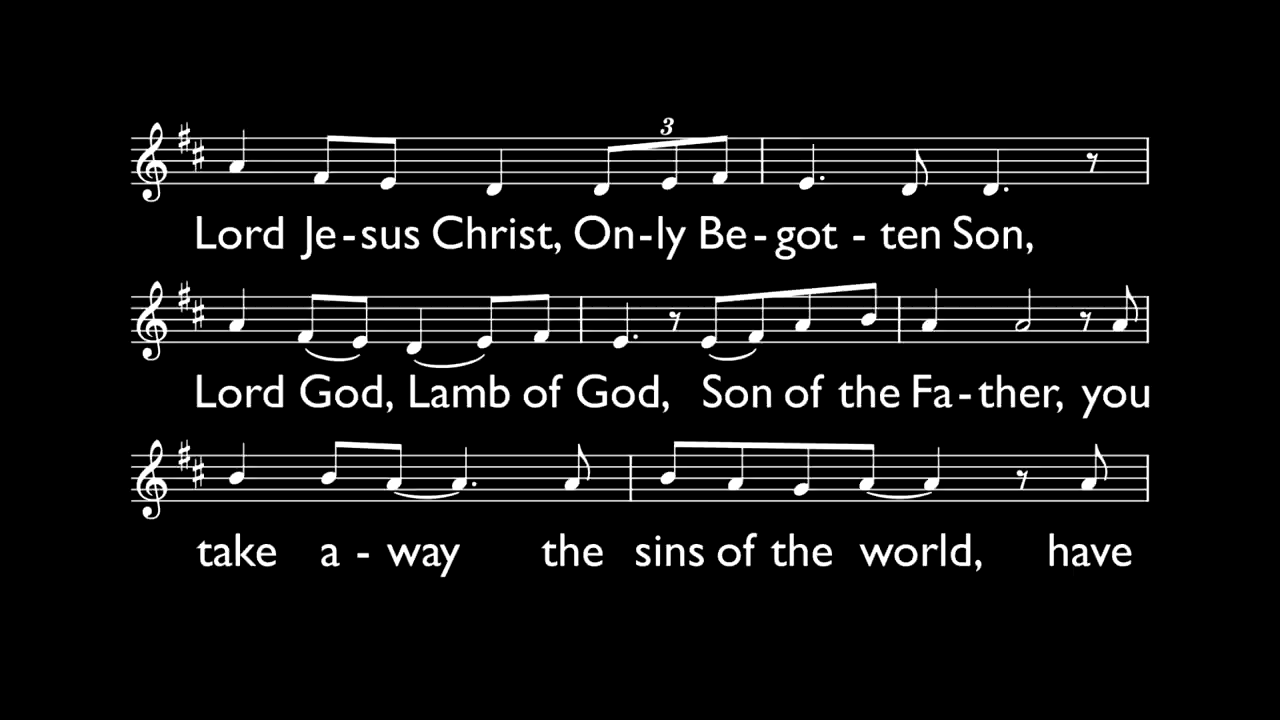 3
Lord Je-sus Christ, On-ly Be-got - ten Son,
Lord God, Lamb of God, Son of the Fa-ther, you
take a - way the sins of the world, have